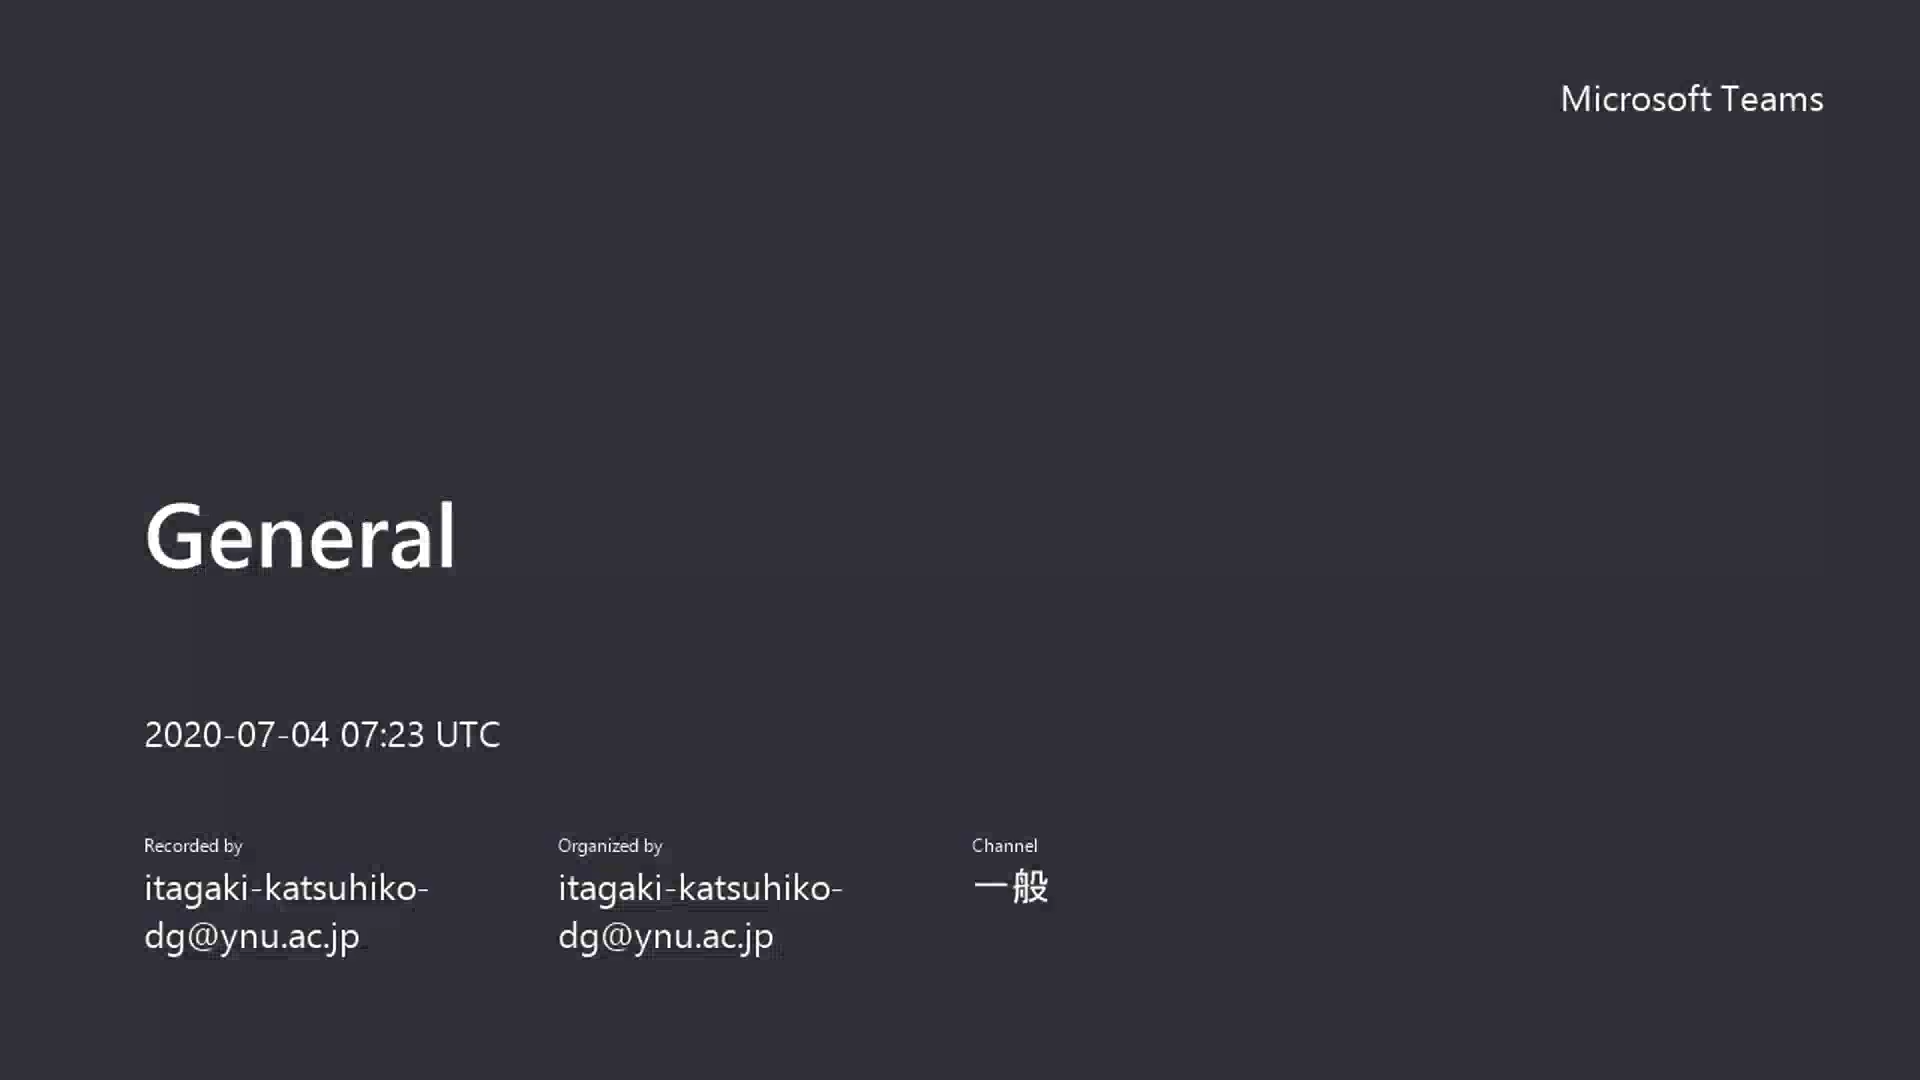 Microsoft Teams
General
2020-07-04 07:23 UTC
Recorded by
itagaki-katsuhiko-
dg@ynu.ac.jp
Organized by
itagaki-katsuhiko-
dg@ynu.ac.jp
Channel
一般